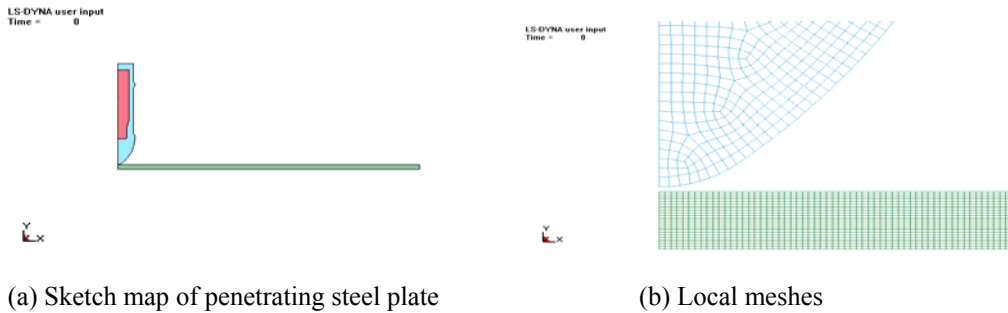 LS-DYNA user input
Time = 0
LS-DYNA user input
Time = 0
Y
X
Y
X
(a) Sketch map of penetrating steel plate
(b) Local meshes